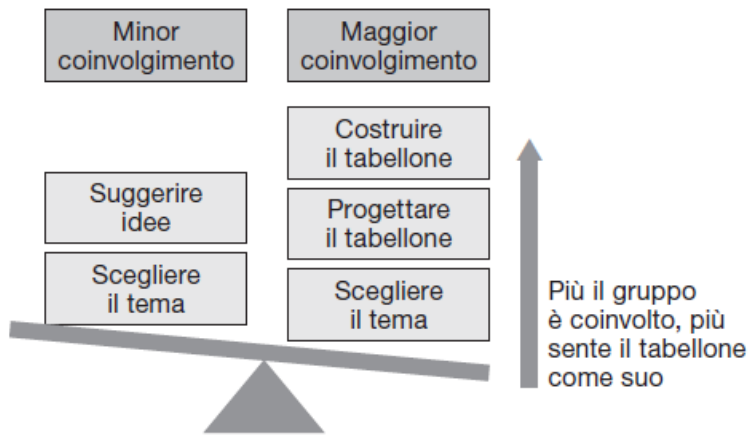 Minor
coinvolgimento
Maggior
coinvolgimento
Suggerire
idee
Scegliere
il tema
Costruire
il tabellone
Progettare
il tabellone
Scegliere
il tema
Più il gruppo
è coinvolto, più
sente il tabellone
come suo